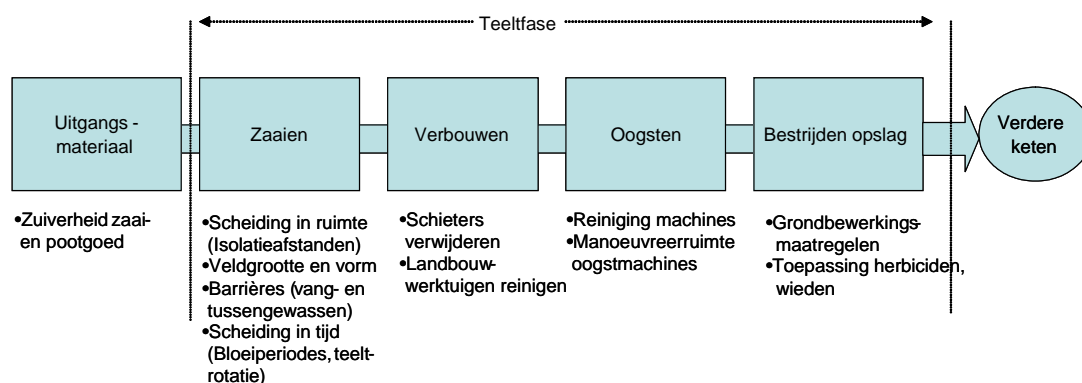 Teeltfase
Uitgangs-
materiaal
Zaaien
Verbouwen
Oogsten
Bestrijden opslag
Verdere
keten
•Zuiverheid zaai-
en pootgoed
•Scheiding in ruimte
(Isolatieafstanden)
•Veldgrootte en vorm
•Barrières (vang- en
tussengewassen)
•Scheiding in tijd
(Bloeiperiodes, teelt-
rotatie)
•Schieters
verwijderen
•Landbouw-
werktuigen reinigen
•Reiniging machines
•Manoeuvreerruimte
oogstmachines
•Grondbewerkings-
maatregelen
•Toepassing herbiciden,
wieden